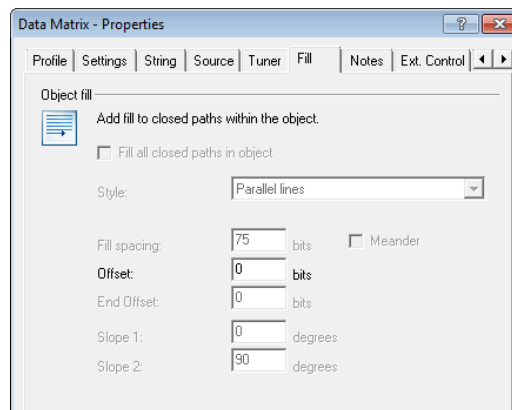 Data Matrix - Properties
Profile Settings String Source Tuner Fill Notes Ext. Control
Object fill
Add fill to closed paths within the object.
Fill all closed paths in object
Style: Parallel lines
Fill spacing: 75 bits Meander
Offset: 0 bits
End Offset: 0 bits
Slope 1: 0 degrees
Slope 2: 90 degrees